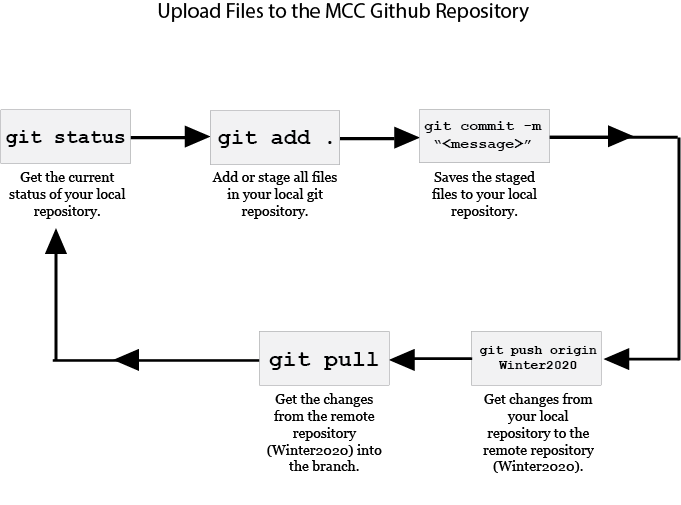 Upload Files to the MCC Github Repository
git status
git add .
git commit -m
“<message>”
Get the current
status of your local
repository.
Add or stage all files
in your local git
repository.
Saves the staged
files to your local
repository.
git pull
git push origin
Winter2020
Get the changes
from the remote
repository
(Winter2020) into
the branch.
Get changes from
your local
repository to the
remote repository
(Winter2020).